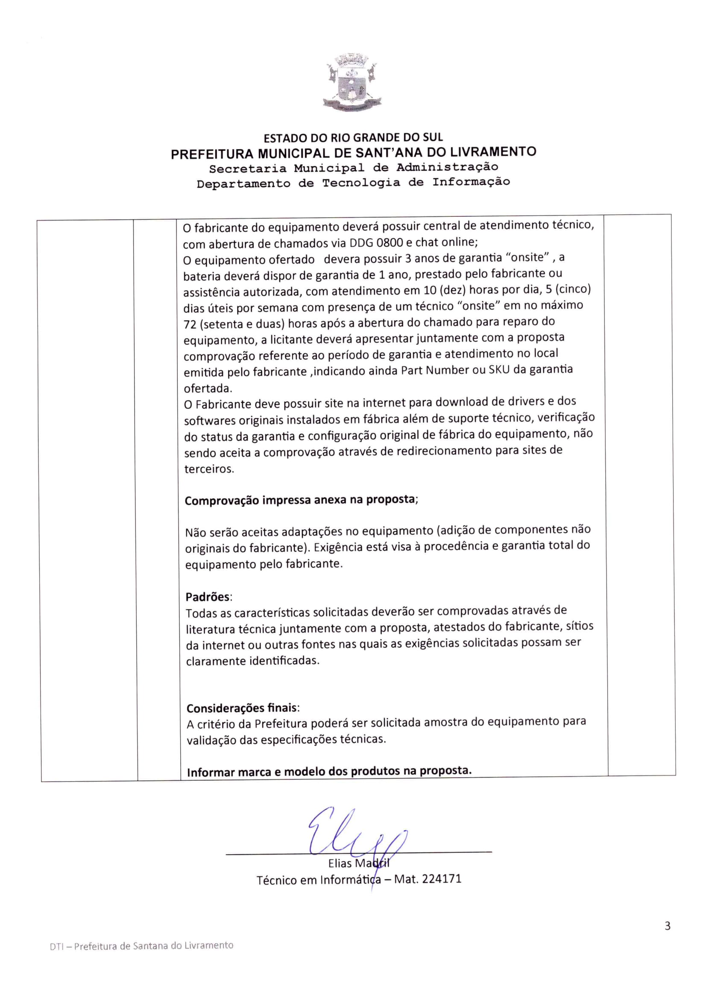 ESTADO DO RIO GRANDE DO SUL
PREFEITURA MUNICIPAL DE SANT’ANA DO LIVRAMENTO
Secretaria Municipal de Administração
Departamento de Tecnologia de Informação
O fabricante do equipamento deverá possuir central de atendimento técnico,
com abertura de chamados via DDG 0800 e chat online;
O equipamento ofertado devera possuir 3 anos de garantia “onsite” , a
bateria deverá dispor de garantia de 1 ano, prestado pelo fabricante ou
assistência autorizada, com atendimento em 10 (dez) horas por dia, 5 (cinco)
dias úteis por semana com presença de um técnico “onsite” em no máximo
72 (setenta e duas) horas após a abertura do chamado para reparo do
equipamento, a licitante deverá apresentar juntamente com a proposta
comprovação referente ao período de garantia e atendimento no local
emitida pelo fabricante ,indicando ainda Part Number ou SKU da garantia
ofertada.
O Fabricante deve possuir site na internet para download de drivers e dos
softwares originais instalados em fábrica além de suporte técnico, verificação
do status da garantia e configuração original de fábrica do equipamento, não
sendo aceita a comprovação através de redirecionamento para sites de
terceiros.
Comprovação impressa anexa na proposta;
Não serão aceitas adaptações no equipamento (adição de componentes não
originais do fabricante). Exigência está visa à procedência e garantia total do
equipamento pelo fabricante.
Padrões:
Todas as características solicitadas deverão ser comprovadas através de
literatura técnica juntamente com a proposta, atestados do fabricante, sítios
da internet ou outras fontes nas quais as exigências solicitadas possam ser
claramente identificadas.
Considerações finais:
A critério da Prefeitura poderá ser solicitada amostra do equipamento para
validação das especificações técnicas.
Informar marca e modelo dos produtos na proposta.
Elias Madril
Técnico em Informática – Mat. 224171
3
DTI – Prefeitura de Santana do Livramento